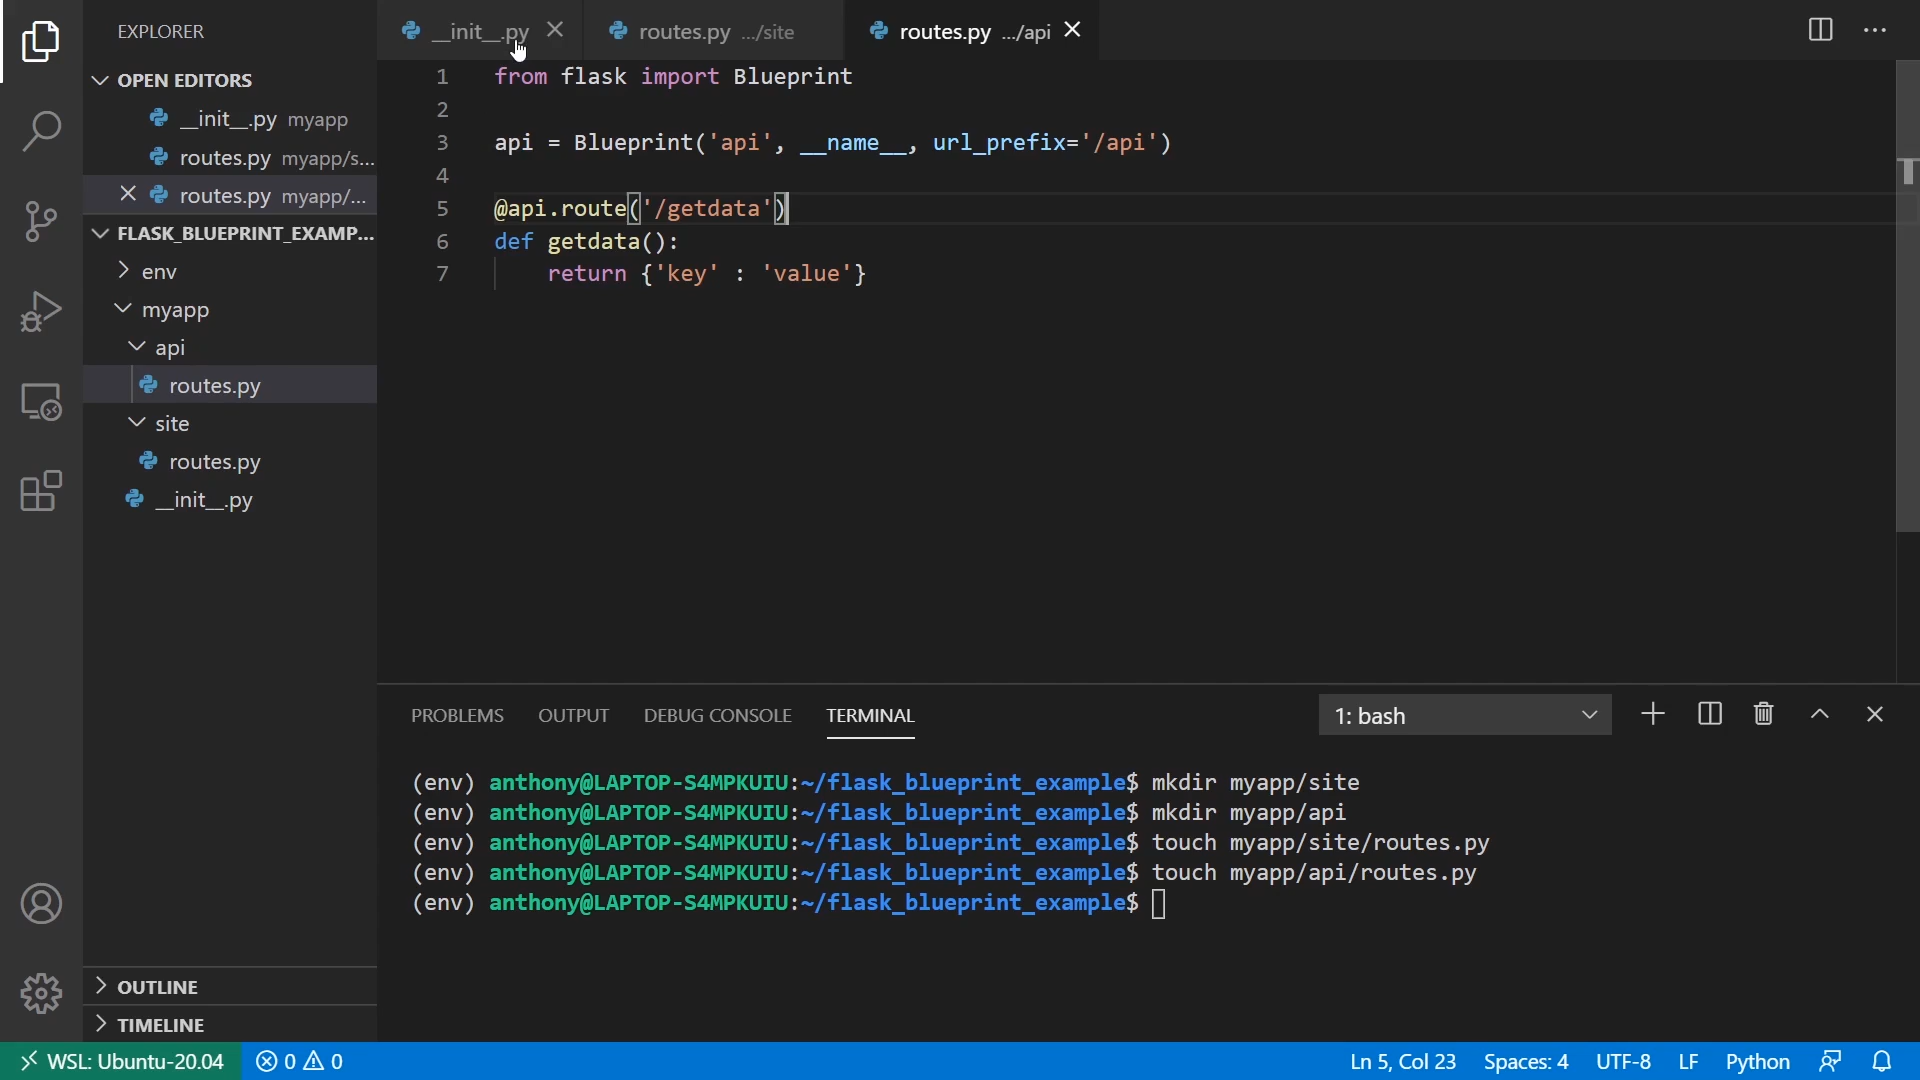 EXPLORER
OPEN EDITORS
__init__.py myapp
routes.py myapp/s...
routes.py myapp/...
FLASK_BLUEPRINT_EXAMP...
env
myapp
api
routes.py
site
routes.py
__init__.py
OUTLINE
TIMELINE
__init__.py
routes.py .../site
routes.py .../api
1 from flask import Blueprint
2
3 api = Blueprint('api', __name__, url_prefix='/api')
4
5 @api.route('/getdata')
6 def getdata():
7 return {'key' : 'value'}
PROBLEMS OUTPUT DEBUG CONSOLE TERMINAL
1: bash
(env) anthony@LAPTOP-S4MPKUIU:~/flask_blueprint_example$ mkdir myapp/site
(env) anthony@LAPTOP-S4MPKUIU:~/flask_blueprint_example$ mkdir myapp/api
(env) anthony@LAPTOP-S4MPKUIU:~/flask_blueprint_example$ touch myapp/site/routes.py
(env) anthony@LAPTOP-S4MPKUIU:~/flask_blueprint_example$ touch myapp/api/routes.py
(env) anthony@LAPTOP-S4MPKUIU:~/flask_blueprint_example$
WSL: Ubuntu-20.04 0 0 Ln 5, Col 23 Spaces: 4 UTF-8 LF Python